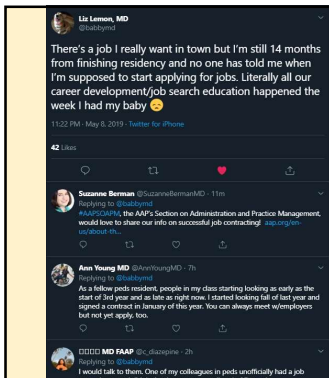 Liz Lemon, MD
@babbymd
There's a job I really want in town but I'm still 14 months
from finishing residency and no one has told me when
I'm supposed to start applying for jobs. Literally all our
career development/job search education happened the
week I had my baby 😔
11:22 PM · May 8, 2019 · Twitter for iPhone
42 Likes
Suzanne Berman @SuzanneBermanMD · 11m
Replying to @babbymd
#AAPSOAPM, the AAP's Section on Administration and Practice Management,
would love to share our info on successful job contracting! aap.org/en-
us/about-th...
Ann Young MD @AnnYoungMD · 7h
Replying to @babbymd
As a fellow peds resident, people in my class starting looking as early as the
start of 3rd year and as late as right now. I started looking fall of last year and
signed a contract in January of this year. You can always meet w/employers
but not yet apply, too.
MD FAAP @c_diazepine · 2h
Replying to @babbymd
I would talk to them. One of my colleagues in peds unofficially had a job